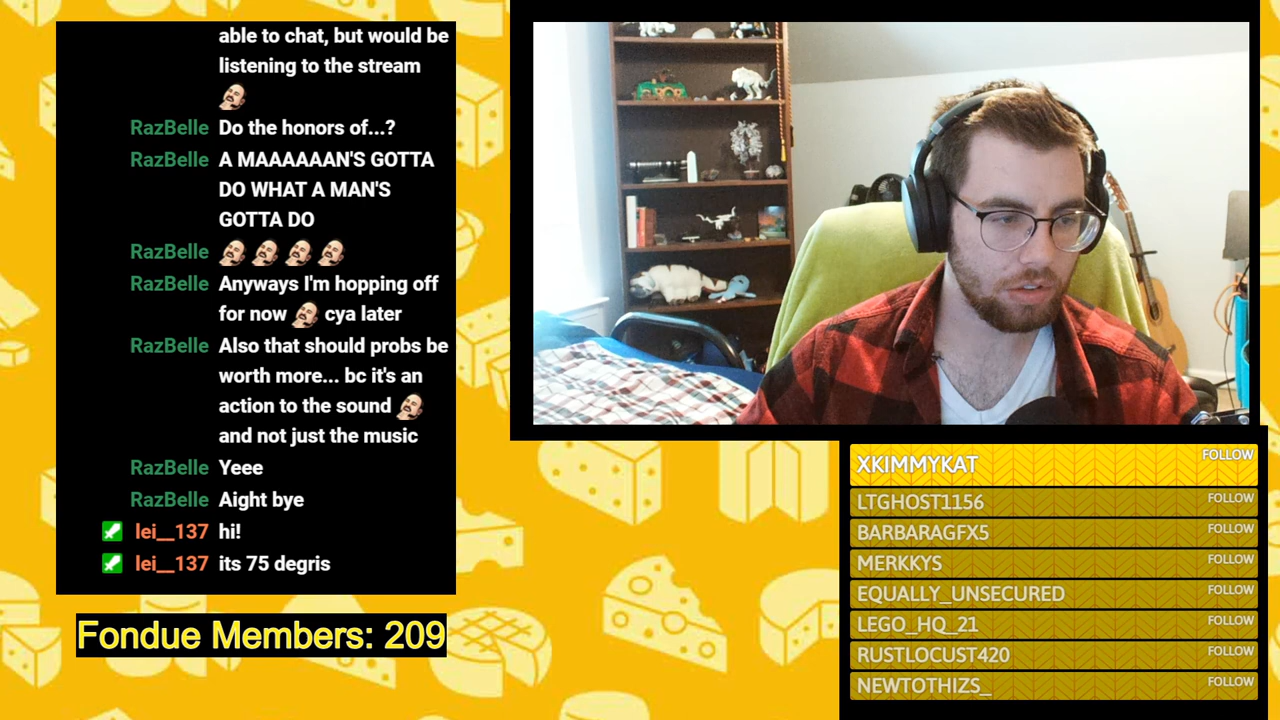 able to chat, but would be
listening to the stream
RazBelle Do the honors of...?
RazBelle A MAAAAAAN'S GOTTA
DO WHAT A MAN'S
GOTTA DO
RazBelle
RazBelle Anyways I'm hopping off
for now cya later
RazBelle Also that should probs be
worth more... bc it's an
action to the sound
and not just the music
RazBelle Yeee
RazBelle Aight bye
lei__137 hi!
lei__137 its 75 degris
Fondue Members: 209
XKIMMYKAT FOLLOW
LTGHOST1156 FOLLOW
BARBARAGFX5 FOLLOW
MERKKYS FOLLOW
EQUALLY_UNSECURED FOLLOW
LEGO_HQ_21 FOLLOW
RUSTLOCUST420 FOLLOW
NEWTOTHIZS_ FOLLOW